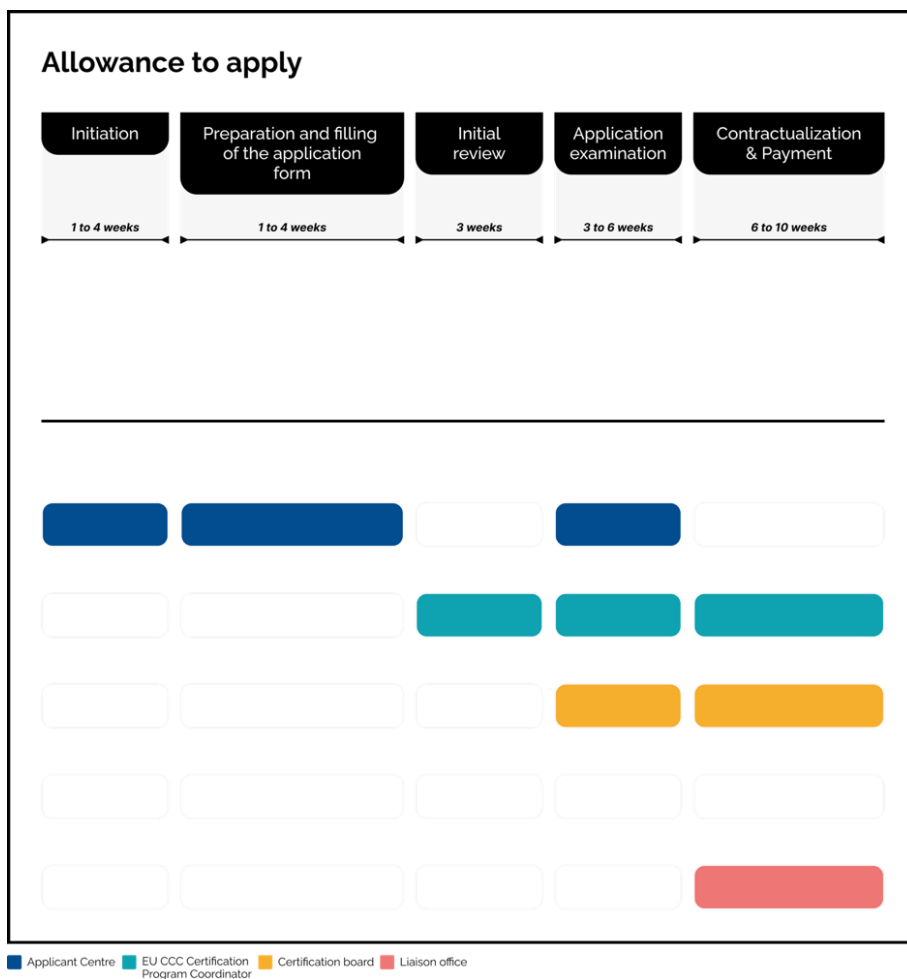 Allowance to apply
Initiation
Preparation and filling
of the application
form
Initial
review
Application
examination
Contractualization
& Payment
1 to 4 weeks
1 to 4 weeks
3 weeks
3 to 6 weeks
6 to 10 weeks
Applicant Centre
EU CCC Certification
Program Coordinator
Certification board
Liaison office